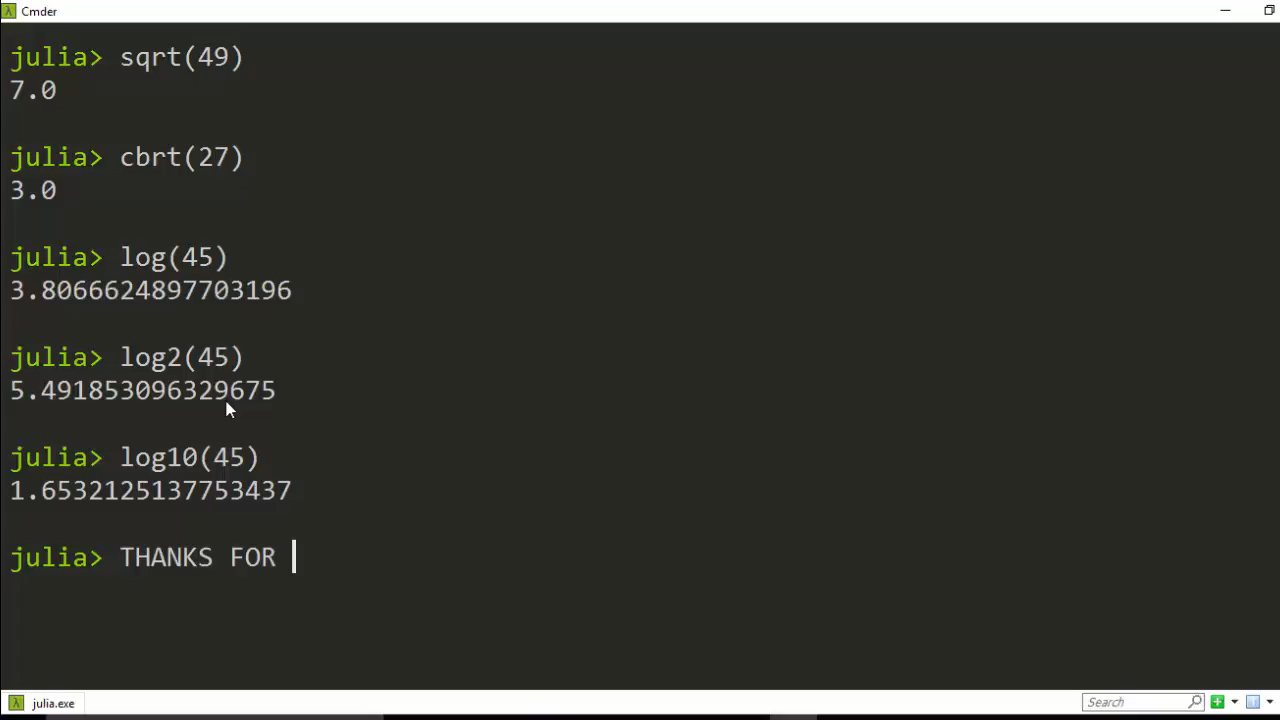 Cmder
julia> sqrt(49)
7.0
julia> cbrt(27)
3.0
julia> log(45)
3.8066624897703196
julia> log2(45)
5.491853096329675
julia> log10(45)
1.6532125137753437
julia> THANKS FOR
julia.exe
Search